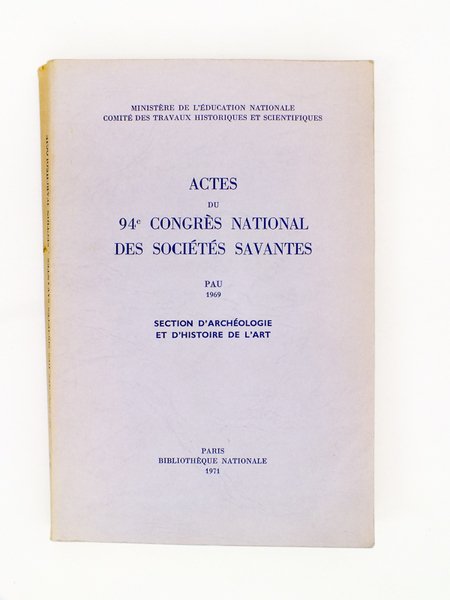 MINISTÈRE DE L'ÉDUCATION NATIONALE
COMITÉ DES TRAVAUX HISTORIQUES ET SCIENTIFIQUES
ACTES
DU
94e CONGRÈS NATIONAL
DES SOCIÉTÉS SAVANTES
PAU
1969
SECTION D'ARCHÉOLOGIE
ET D'HISTOIRE DE L'ART
PARIS
BIBLIOTHÈQUE NATIONALE
1971